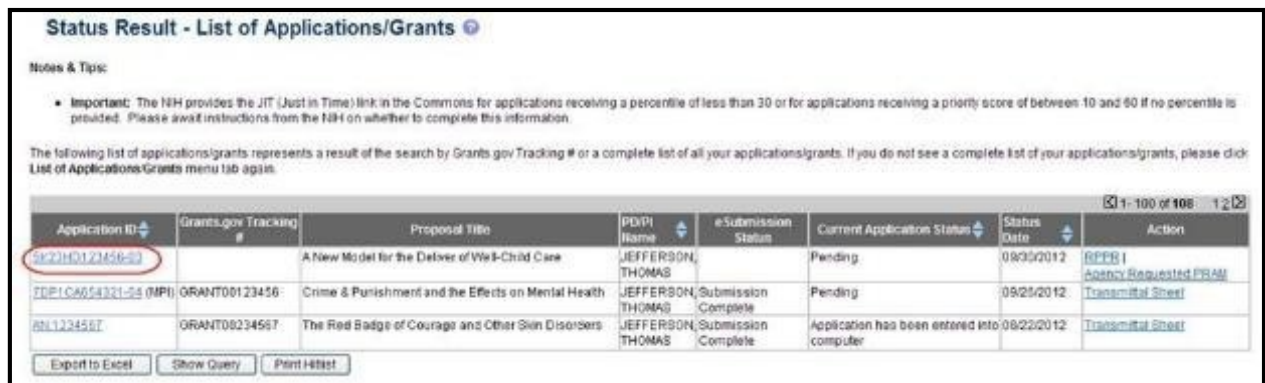 Status Result - List of Applications/Grants
Notes & Tips:
Important: The NIH provides the JIT (Just in Time) link in the Commons for applications receiving a percentile of less than 30 or for applications receiving a priority score of between 10 and 60 if no percentile is
provided. Please await instructions from the NIH on whether to complete this information.
The following list of applications/grants represents a result of the search by Grants.gov Tracking # or a complete list of all your applications/grants. If you do not see a complete list of your applications/grants, please click
List of Applications/Grants menu tab again.
1 - 100 of 108 1 2
Application ID Grants.gov Tracking # Proposal Title PD/PI Name eSubmission Status Current Application Status Status Date Action
5K23HD123456-03 A New Model for the Deliver of Well-Child Care JEFFERSON, THOMAS Pending 09/30/2012 RPPR | Agency Requested PRAM
7DP1CA654321-04 (MPI) GRANT00123456 Crime & Punishment and the Effects on Mental Health JEFFERSON, THOMAS Submission Complete Pending 09/25/2012 Transmittal Sheet
AN:1234567 GRANT00234567 The Red Badge of Courage and Other Skin Disorders JEFFERSON, THOMAS Submission Complete Application has been entered into computer 08/22/2012 Transmittal Sheet
Export to Excel Show Query Print Hitlist